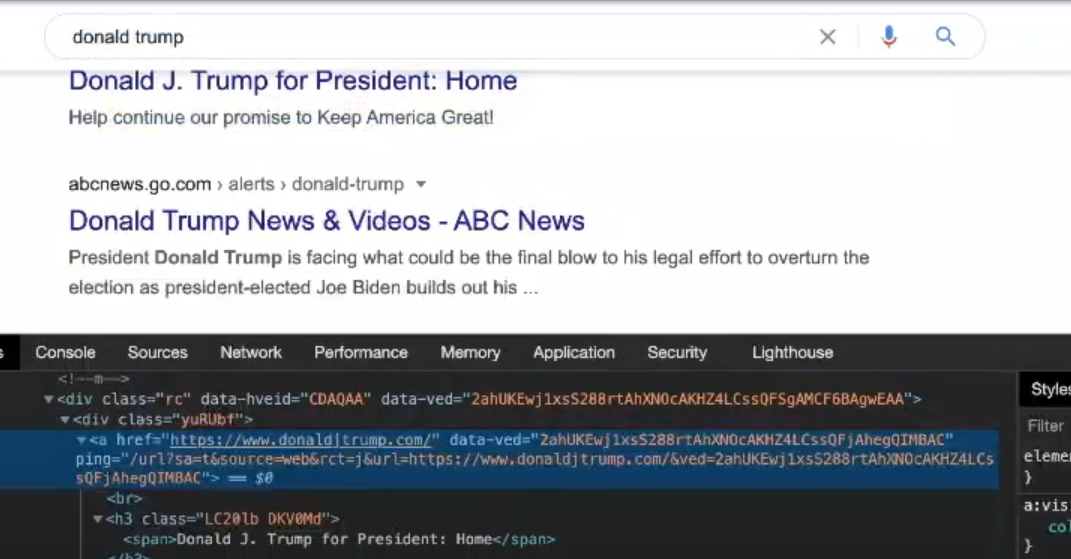 donald trump
Donald J. Trump for President: Home
Help continue our promise to Keep America Great!
abcnews.go.com › alerts › donald-trump
Donald Trump News & Videos - ABC News
President Donald Trump is facing what could be the final blow to his legal effort to overturn the
election as president-elected Joe Biden builds out his ...
s Console Sources Network Performance Memory Application Security Lighthouse
<!--m-->
<div class="rc" data-hveid="CDAQAA" data-ved="2ahUKEwj1xsS288rtAhXNOcAKHZ4LCssQFSgAMCF6BAgwEAA">
Styles
<div class="yuRUbf">
Filter
<a href="https://www.donaldjtrump.com/" data-ved="2ahUKEwj1xsS288rtAhXNOcAKHZ4LCssQFjAhegQIMBAC"
ping="/url?sa=t&source=web&rct=j&url=https://www.donaldjtrump.com/&ved=2ahUKEwj1xsS288rtAhXNOcAKHZ4LCs
elemen
sQFjAhegQIMBAC"> == $0
}
<br>
a:vis
<h3 class="LC20lb DKV0Md">
col
<span>Donald J. Trump for President: Home</span>
}
</h3>